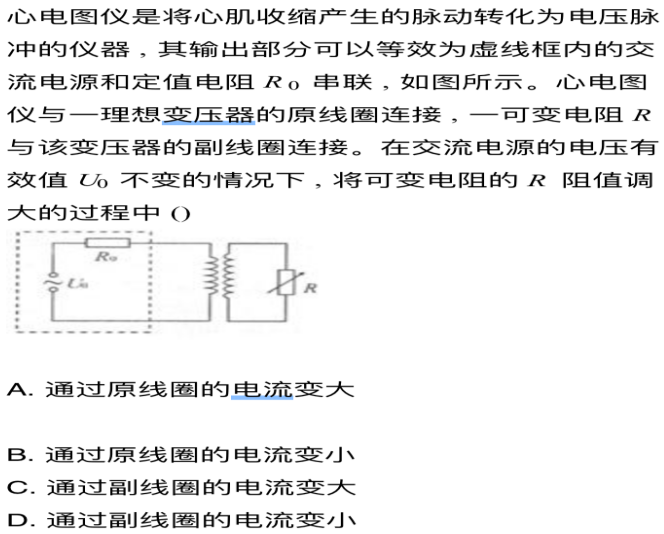 心电图仪是将心肌收缩产生的脉动转化为电压脉
冲的仪器，其输出部分可以等效为虚线框内的交
流电源和定值电阻 R 0 串联，如图所示。心电图
仪与一理想变压器的原线圈连接，一可变电阻 R
与该变压器的副线圈连接。在交流电源的电压有
效值 U0 不变的情况下，将可变电阻的 R 阻值调
大的过程中 ()
R0
~ U0
R
A. 通过原线圈的电流变大
B. 通过原线圈的电流变小
C. 通过副线圈的电流变大
D. 通过副线圈的电流变小